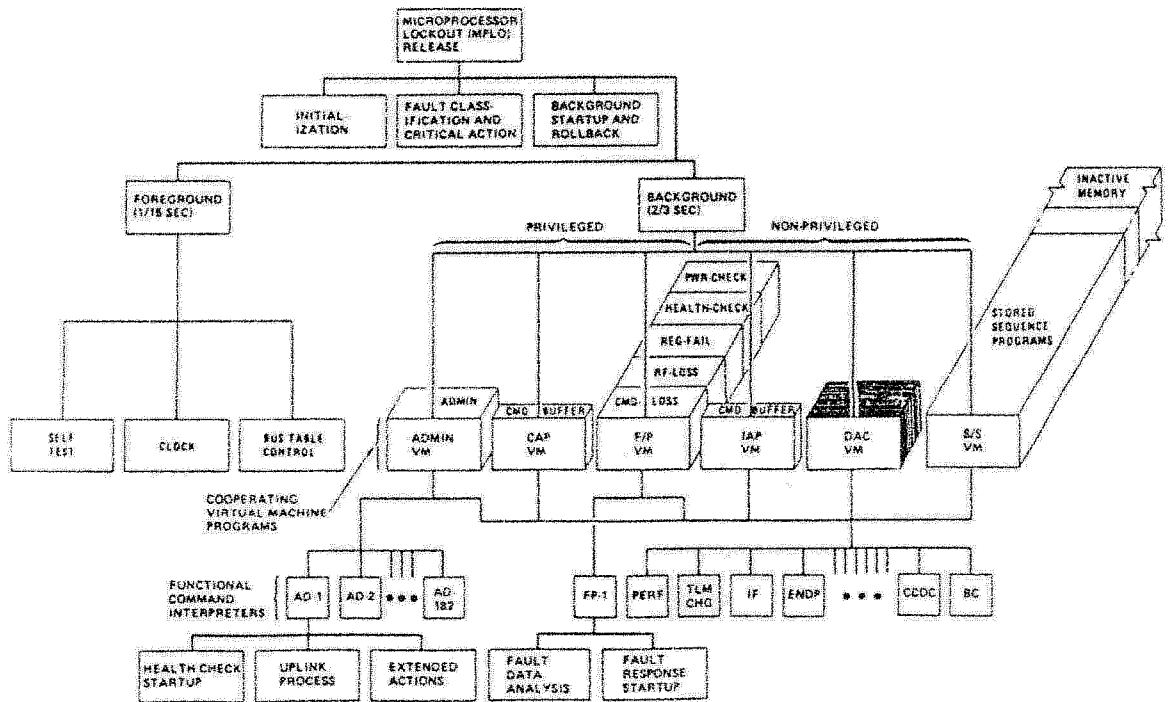 MICROPROCESSOR
LOCKOUT (MPLO)
RELEASE
INITIAL-
IZATION
FAULT CLASS-
IFICATION AND
CRITICAL ACTION
BACKGROUND
STARTUP AND
ROLLBACK
FOREGROUND
(1/15 SEC)
BACKGROUND
(2/3 SEC)
INACTIVE
MEMORY
PRIVILEGED
NON-PRIVILEGED
PWR-CHECK
HEALTH-CHECK
REG-FAIL
RF-LOSS
CMD-LOSS
STORED
SEQUENCE
PROGRAMS
ADMIN
CMD BUFFER
CMD BUFFER
SELF
TEST
CLOCK
BUS TABLE
CONTROL
ADMIN
VM
CAP
VM
F/P
VM
IAP
VM
DAC
VM
S/S
VM
COOPERATING
VIRTUAL MACHINE
PROGRAMS
FUNCTIONAL
COMMAND
INTERPRETERS
AD-1
AD-2
AD
182
FP-1
PERF
TLM
CHG
IF
ENDP
CCDC
BC
HEALTH CHECK
STARTUP
UPLINK
PROCESS
EXTENDED
ACTIONS
FAULT
DATA
ANALYSIS
FAULT
RESPONSE
STARTUP